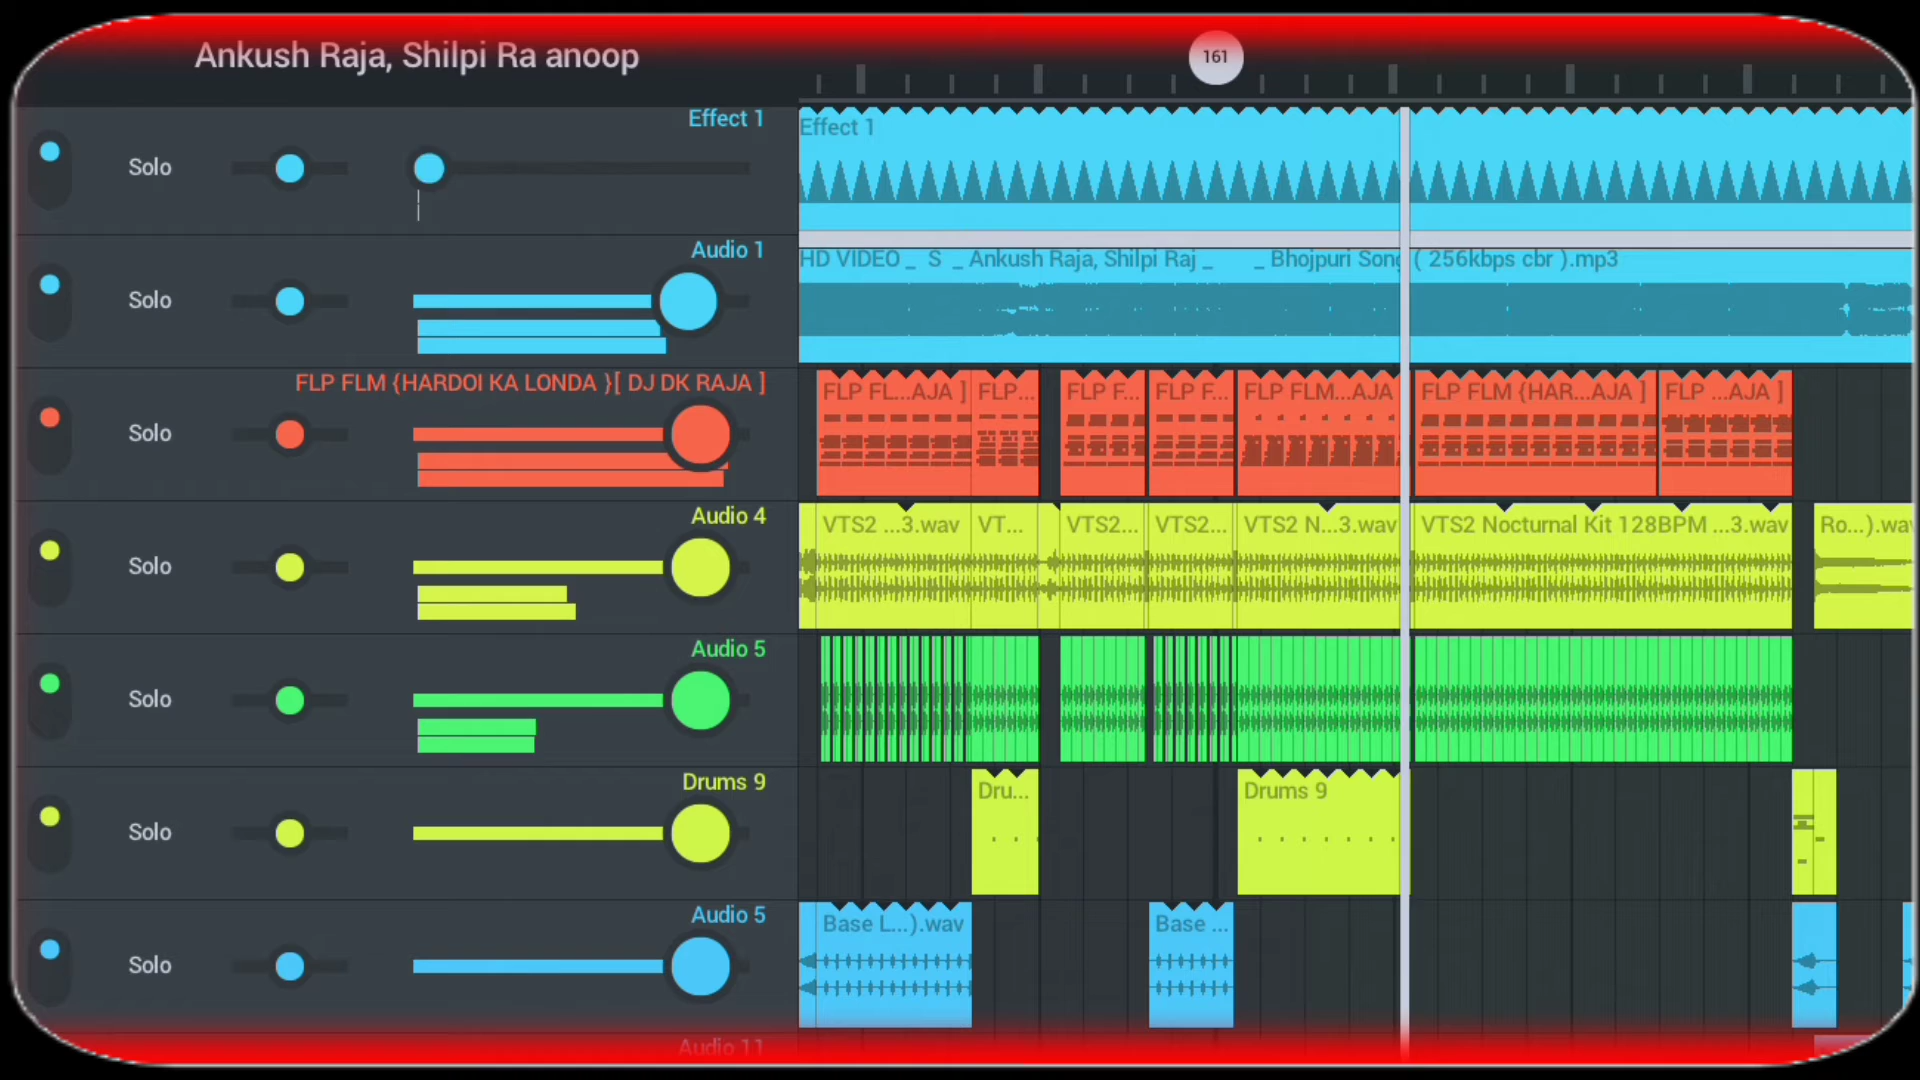 Ankush Raja, Shilpi Ra anoop
161
Effect 1
Solo
Effect 1
Audio 1
Solo
HD VIDEO _ S _ Ankush Raja, Shilpi Raj _ _ Bhojpuri Song ( 256kbps cbr ).mp3
FLP FLM {HARDOI KA LONDA }[ DJ DK RAJA ]
Solo
FLP FL...AJA ] FLP... FLP F... FLP F... FLP FLM...AJA FLP FLM {HAR...AJA ] FLP ...AJA ]
Audio 4
Solo
VTS2 ...3.wav VT... VTS2... VTS2... VTS2 N...3.wav VTS2 Nocturnal Kit 128BPM ...3.wav Ro...).wav
Audio 5
Solo
Drums 9
Solo
Dru... Drums 9
Audio 5
Solo
Base L...).wav Base ...
Audio 11